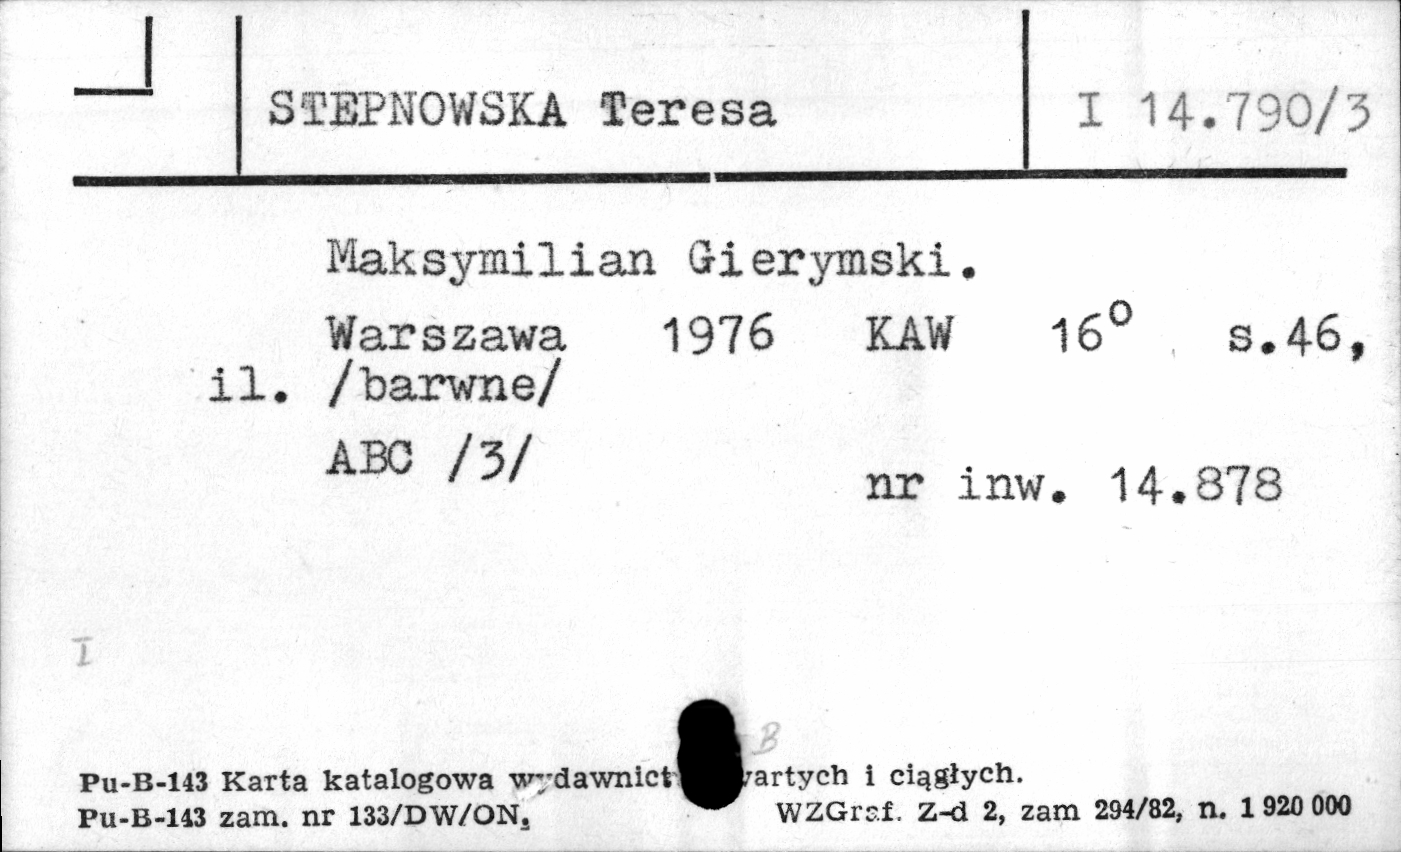 STEPNOWSKA Teresa I 14.790/3
Maksymilian Gierymski.
Warszawa 1976 KAW 16° s.46,
il. /barwne/
ABC /3/
nr inw. 14.878
I
B
Pu-B-143 Karta katalogowa wydawnict artych i ciągłych.
Pu-B-143 zam. nr 133/DW/ON. WZGraf. Z-d 2, zam 294/82, n. 1 920 000